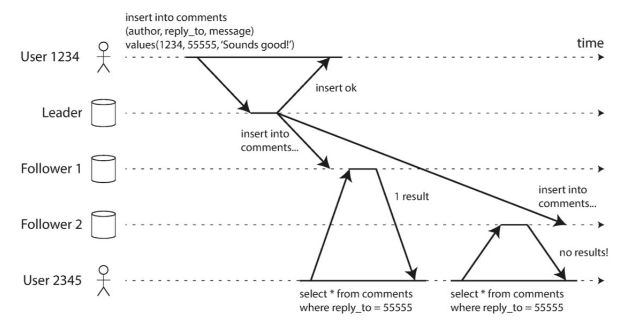 insert into comments
(author, reply_to, message)
values(1234, 55555, ‘Sounds good!’)
time
User 1234
insert ok
Leader
insert into
comments...
Follower 1
1 result
insert into
comments...
Follower 2
no results!
User 2345
select * from comments
where reply_to = 55555
select * from comments
where reply_to = 55555